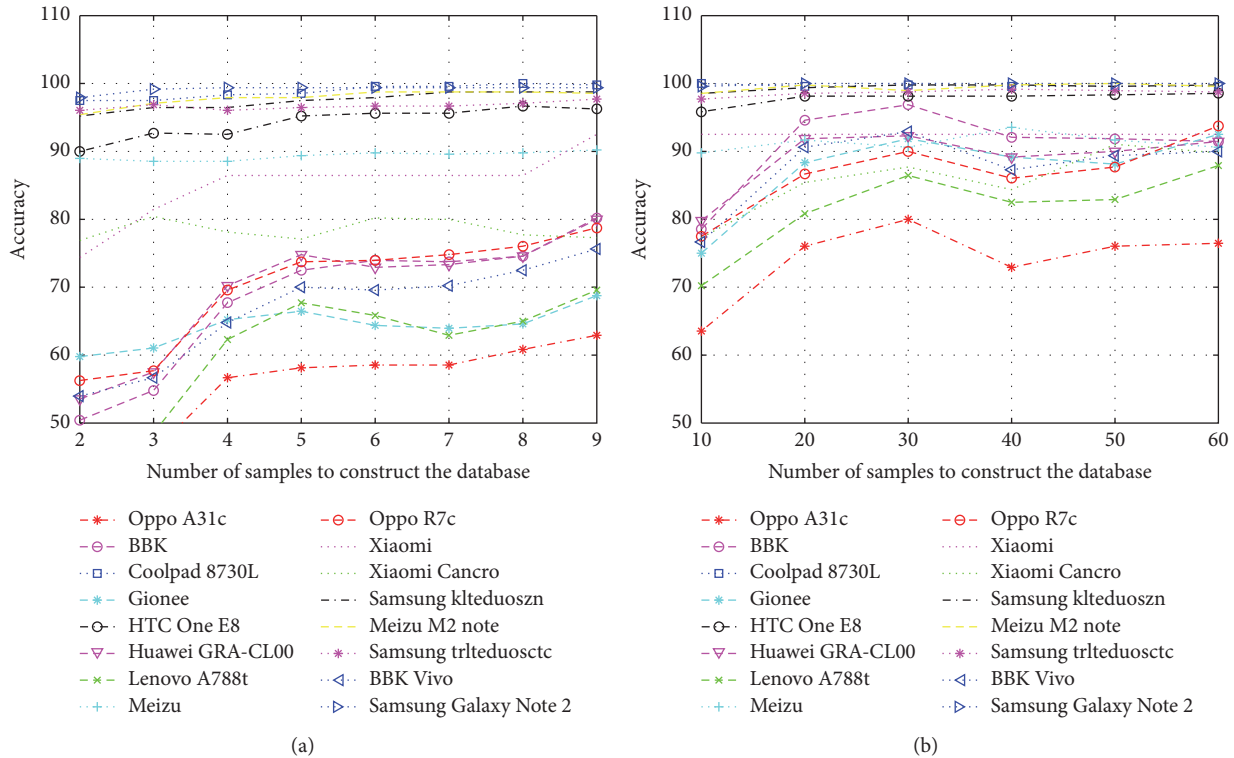 110
100
90
80
70
60
50
Accuracy
2 3 4 5 6 7 8 9
Number of samples to construct the database
Oppo A31c
BBK
Coolpad 8730L
Gionee
HTC One E8
Huawei GRA-CL00
Lenovo A788t
Meizu
Oppo R7c
Xiaomi
Xiaomi Cancro
Samsung klteduoszn
Meizu M2 note
Samsung trlteduosctc
BBK Vivo
Samsung Galaxy Note 2
(a)
110
100
90
80
70
60
50
Accuracy
10 20 30 40 50 60
Number of samples to construct the database
Oppo A31c
BBK
Coolpad 8730L
Gionee
HTC One E8
Huawei GRA-CL00
Lenovo A788t
Meizu
Oppo R7c
Xiaomi
Xiaomi Cancro
Samsung klteduoszn
Meizu M2 note
Samsung trlteduosctc
BBK Vivo
Samsung Galaxy Note 2
(b)